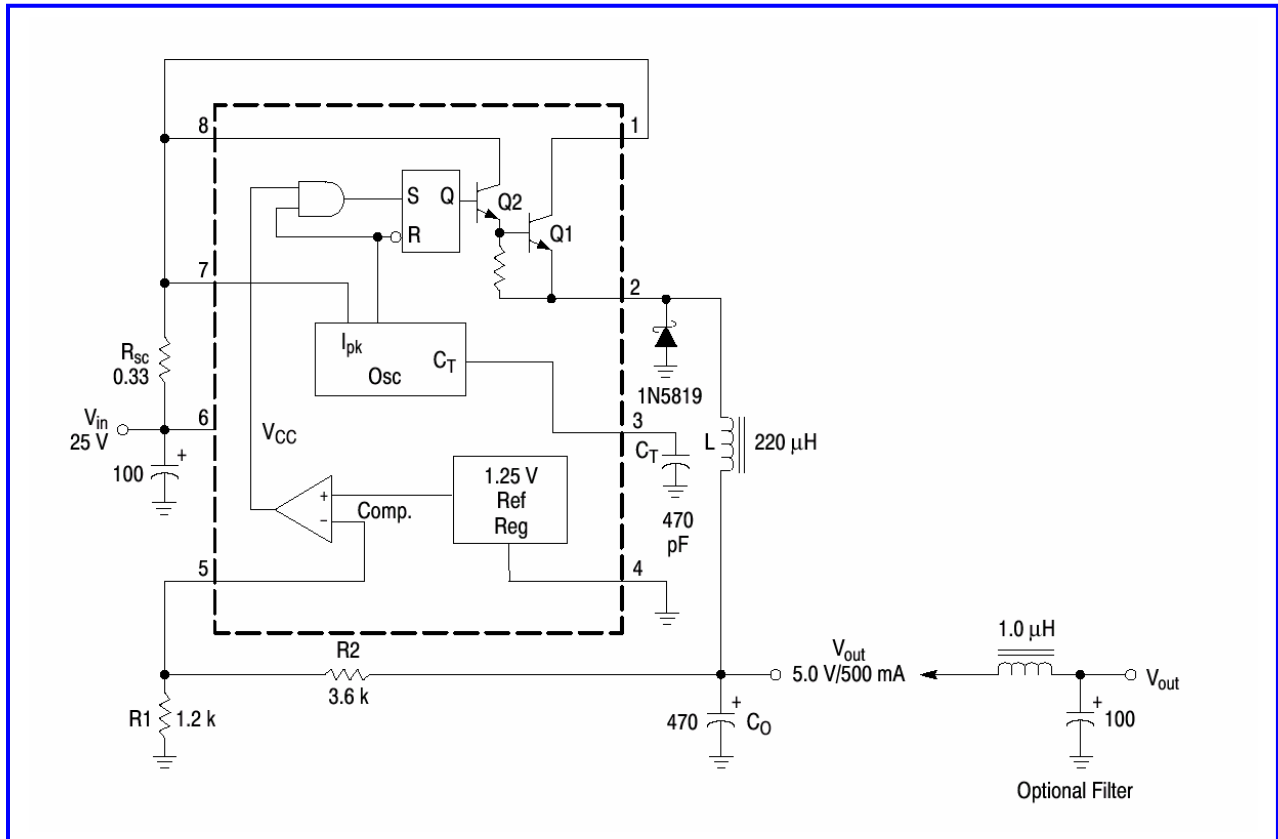 8
1
S Q
Q2
R
Q1
7
2
Ipk
CT
Osc
Rsc
0.33
1N5819
Vin
25 V
6
VCC
3
CT
L
220 μH
100
+
+
–
Comp.
1.25 V
Ref
Reg
470
pF
5
4
R2
3.6 k
R1
1.2 k
Vout
5.0 V/500 mA
1.0 μH
Vout
470
+
CO
+
100
Optional Filter